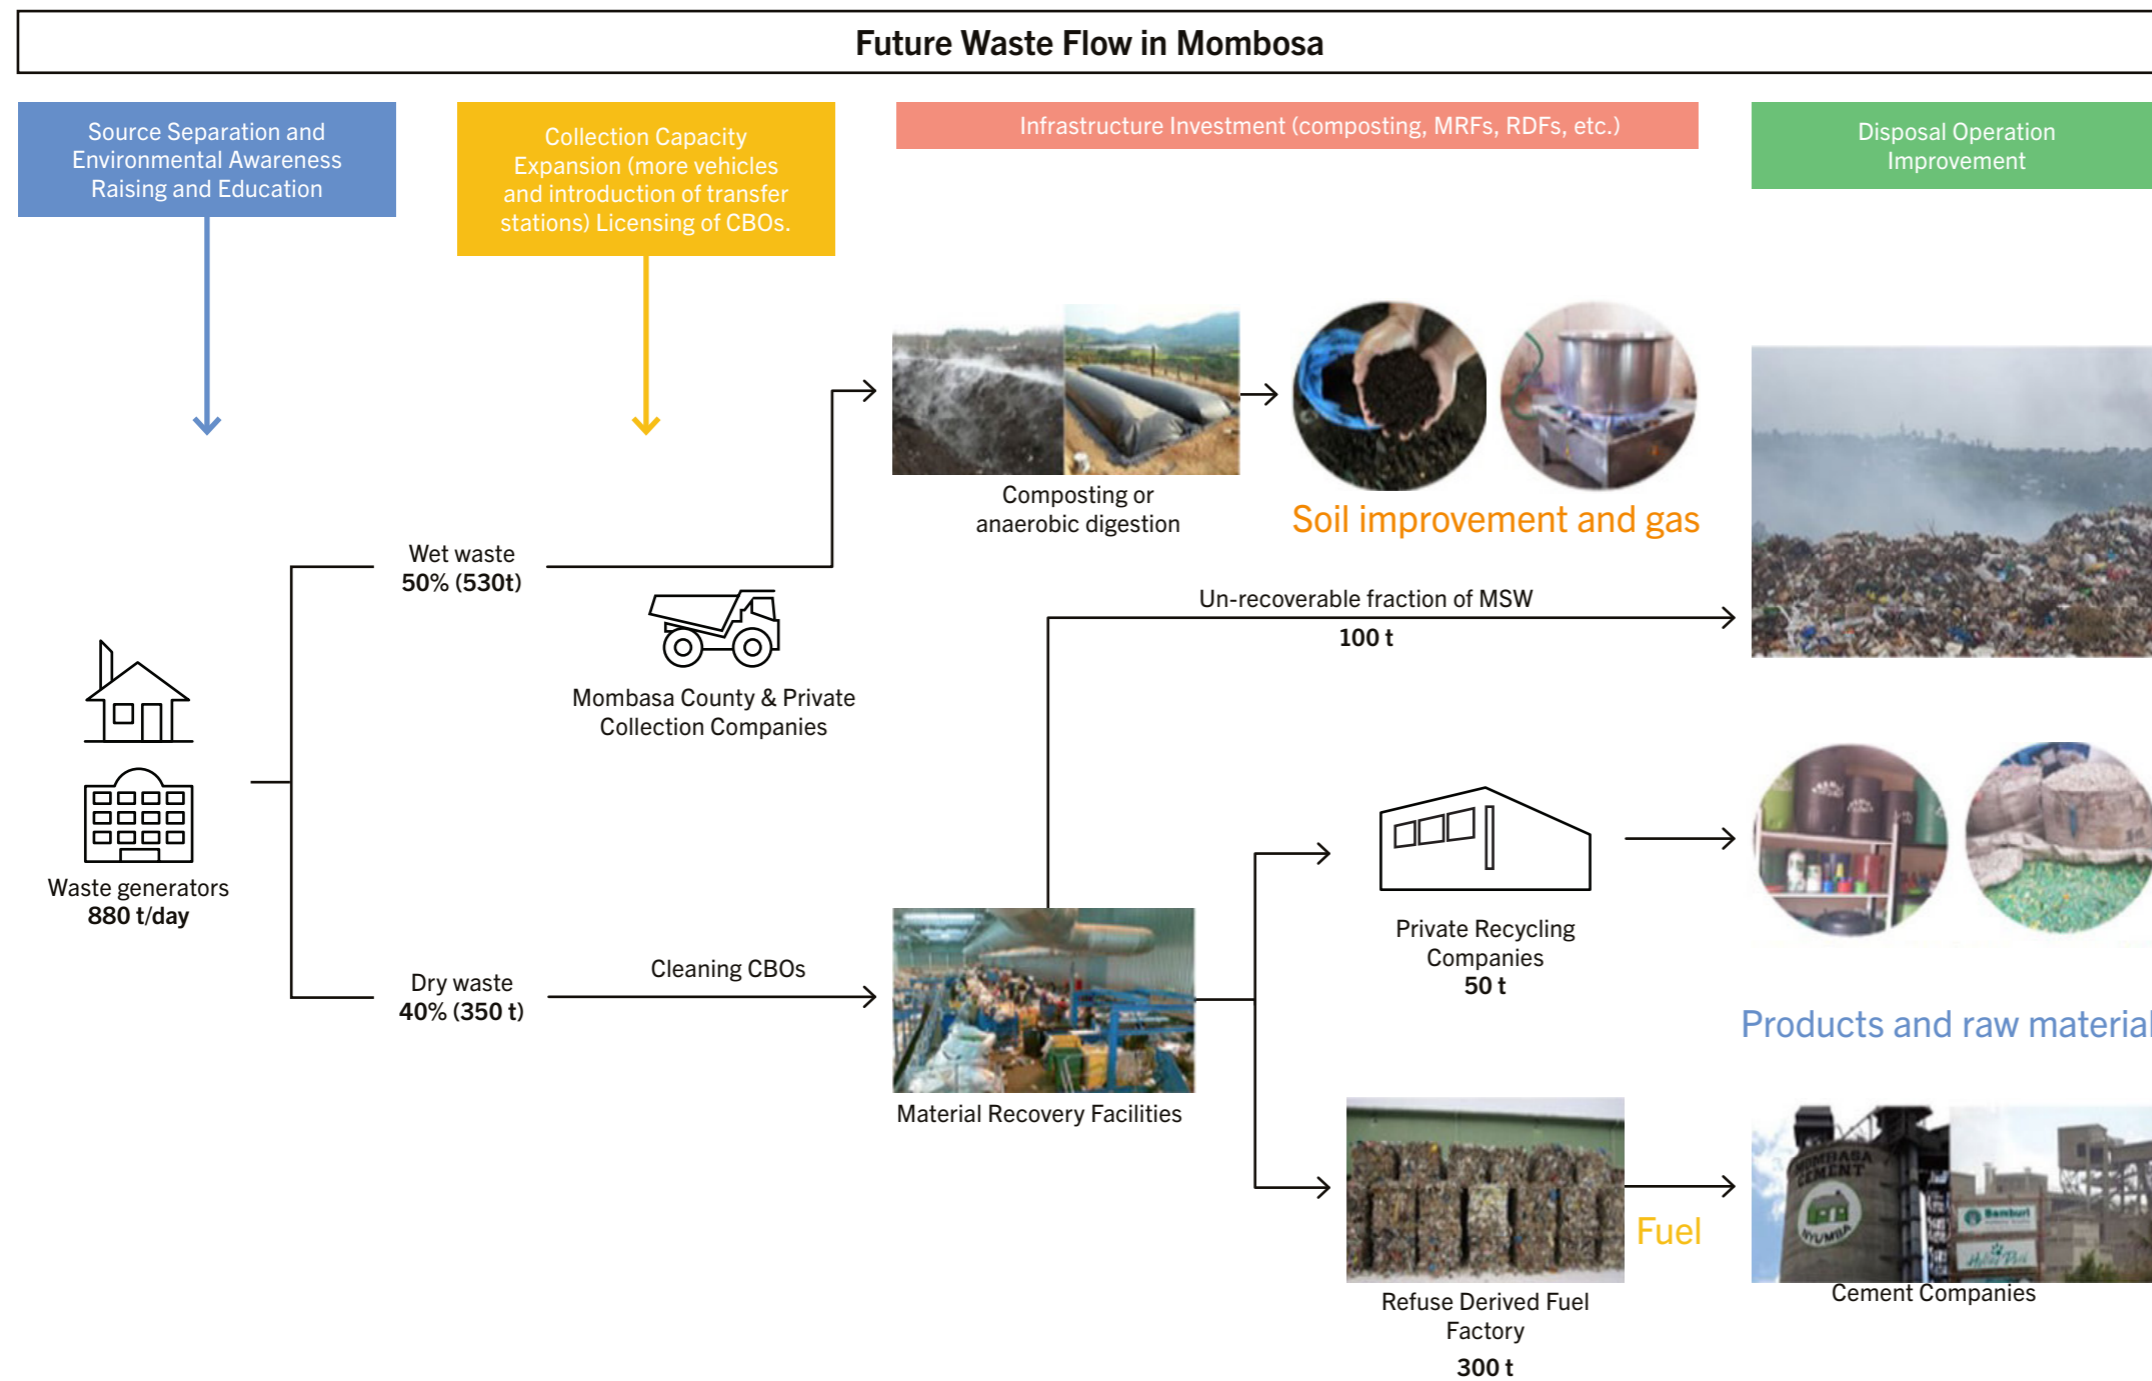 Future Waste Flow in Mombosa
Source Separation and
Environmental Awareness
Raising and Education
Collection Capacity
Expansion (more vehicles
and introduction of transfer
stations) Licensing of CBOs.
Infrastructure Investment (composting, MRFs, RDFs, etc.)
Disposal Operation
Improvement
Composting or
anaerobic digestion
Soil improvement and gas
Wet waste
50% (530t)
Un-recoverable fraction of MSW
100 t
Mombasa County & Private
Collection Companies
Waste generators
880 t/day
Dry waste
40% (350 t)
Cleaning CBOs
Material Recovery Facilities
Private Recycling
Companies
50 t
Products and raw material
Refuse Derived Fuel
Factory
300 t
Fuel
MOMBASA
CEMENT
NYUMBA
Bamburi
Cement Companies